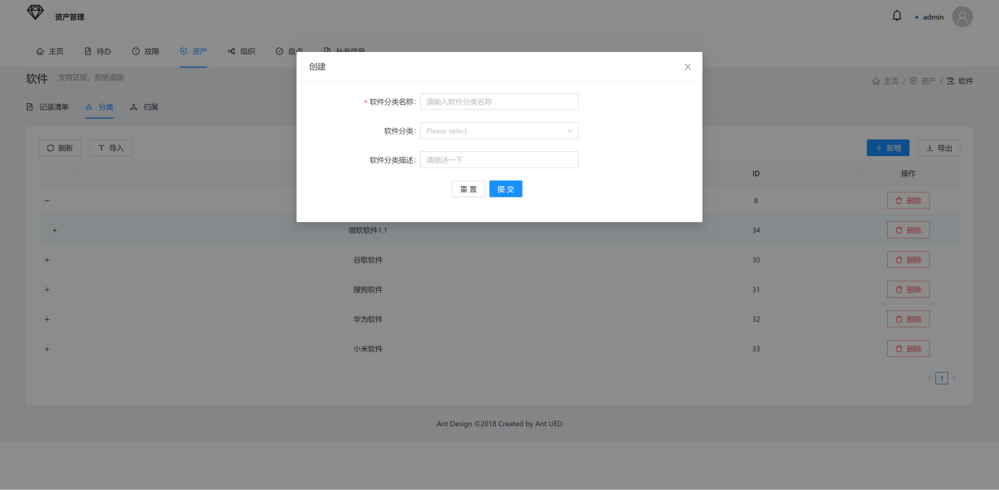 资产管理
admin
主页 待办 故障 资产 组织 盘点 补充信息
创建
软件 支持正版，拒绝盗版
主页 / 资产 / 软件
*软件分类名称: 请输入软件分类名称
记录清单 分类 归属
软件分类: Please select
刷新 导入
+ 新增 导出
软件分类描述: 请描述一下
ID 操作
重 置 提 交
− 8 删除
+ 微软软件1.1 34 删除
+ 谷歌软件 30 删除
+ 搜狗软件 31 删除
+ 华为软件 32 删除
+ 小米软件 33 删除
< 1 >
Ant Design ©2018 Created by Ant UED